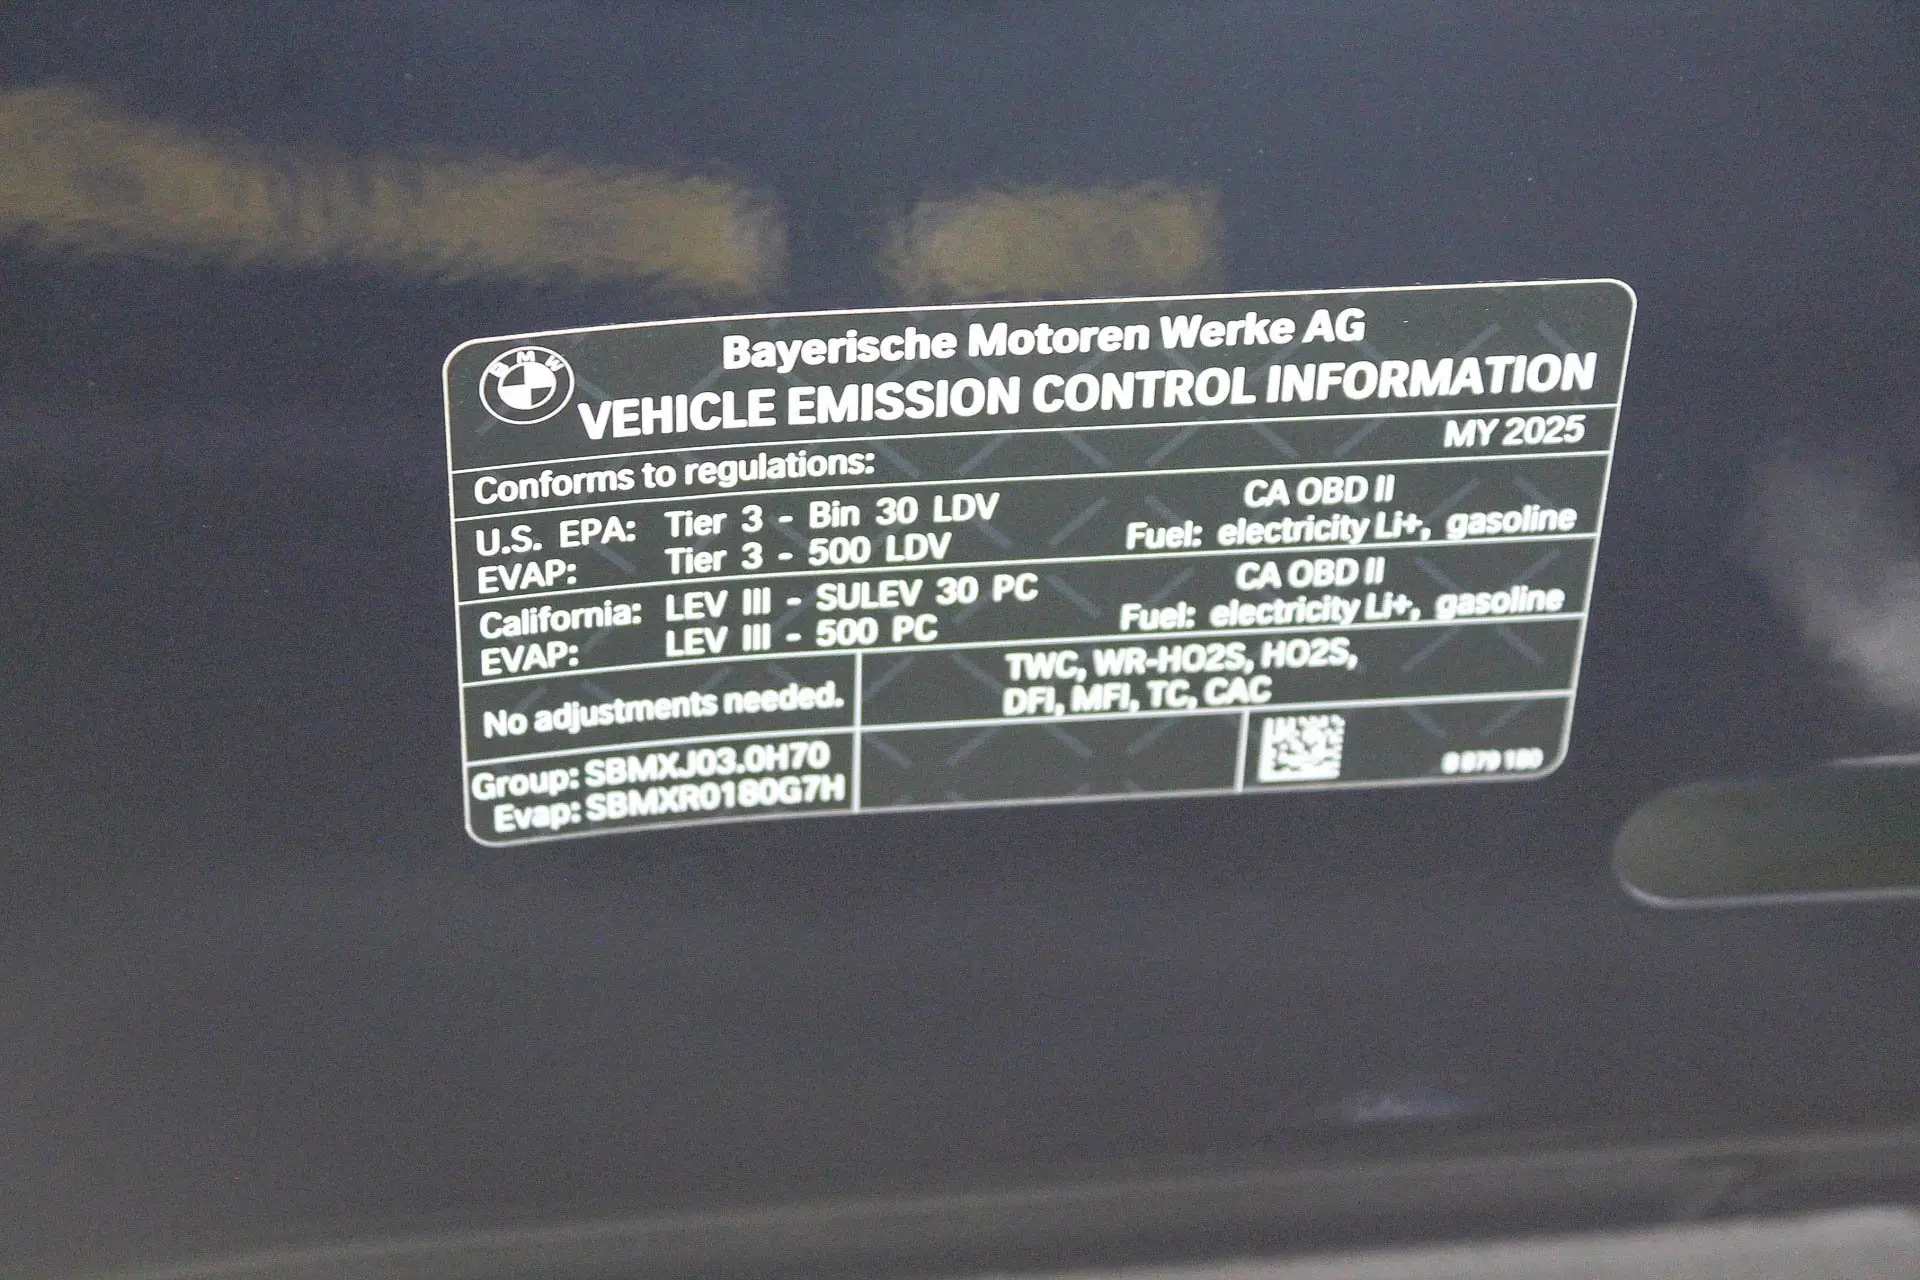 BMW
Bayerische Motoren Werke AG
VEHICLE EMISSION CONTROL INFORMATION
MY 2025
Conforms to regulations:
U.S. EPA: Tier 3 - Bin 30 LDV CA OBD II
EVAP: Tier 3 - 500 LDV Fuel: electricity Li+, gasoline
California: LEV III - SULEV 30 PC CA OBD II
EVAP: LEV III - 500 PC Fuel: electricity Li+, gasoline
No adjustments needed.
TWC, WR-HO2S, HO2S,
DFI, MFI, TC, CAC
Group: SBMXJ03.0H70
Evap: SBMXR0180G7H